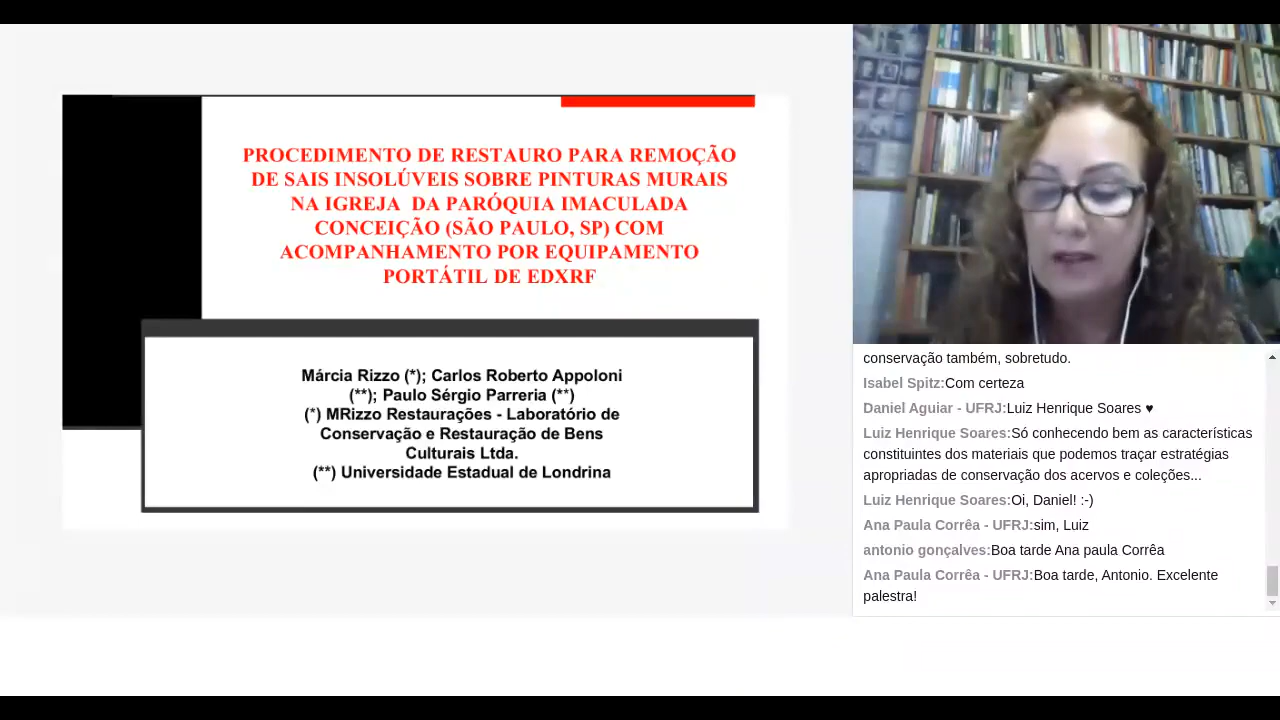 PROCEDIMENTO DE RESTAURO PARA REMOÇÃO
DE SAIS INSOLÚVEIS SOBRE PINTURAS MURAIS
NA IGREJA DA PARÓQUIA IMACULADA
CONCEIÇÃO (SÃO PAULO, SP) COM
ACOMPANHAMENTO POR EQUIPAMENTO
PORTÁTIL DE EDXRF
Márcia Rizzo (*); Carlos Roberto Appoloni
(**); Paulo Sérgio Parreria (**)
(*) MRizzo Restaurações - Laboratório de
Conservação e Restauração de Bens
Culturais Ltda.
(**) Universidade Estadual de Londrina
conservação também, sobretudo.
Isabel Spitz:Com certeza
Daniel Aguiar - UFRJ:Luiz Henrique Soares ♥
Luiz Henrique Soares:Só conhecendo bem as características
constituintes dos materiais que podemos traçar estratégias
apropriadas de conservação dos acervos e coleções...
Luiz Henrique Soares:Oi, Daniel! :-)
Ana Paula Corrêa - UFRJ:sim, Luiz
antonio gonçalves:Boa tarde Ana paula Corrêa
Ana Paula Corrêa - UFRJ:Boa tarde, Antonio. Excelente
palestra!